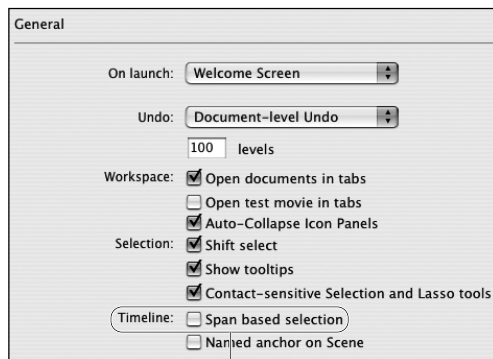 General
On launch: Welcome Screen
Undo: Document-level Undo
100 levels
Workspace: Open documents in tabs
Open test movie in tabs
Auto-Collapse Icon Panels
Selection: Shift select
Show tooltips
Contact-sensitive Selection and Lasso tools
Timeline: Span based selection
Named anchor on Scene